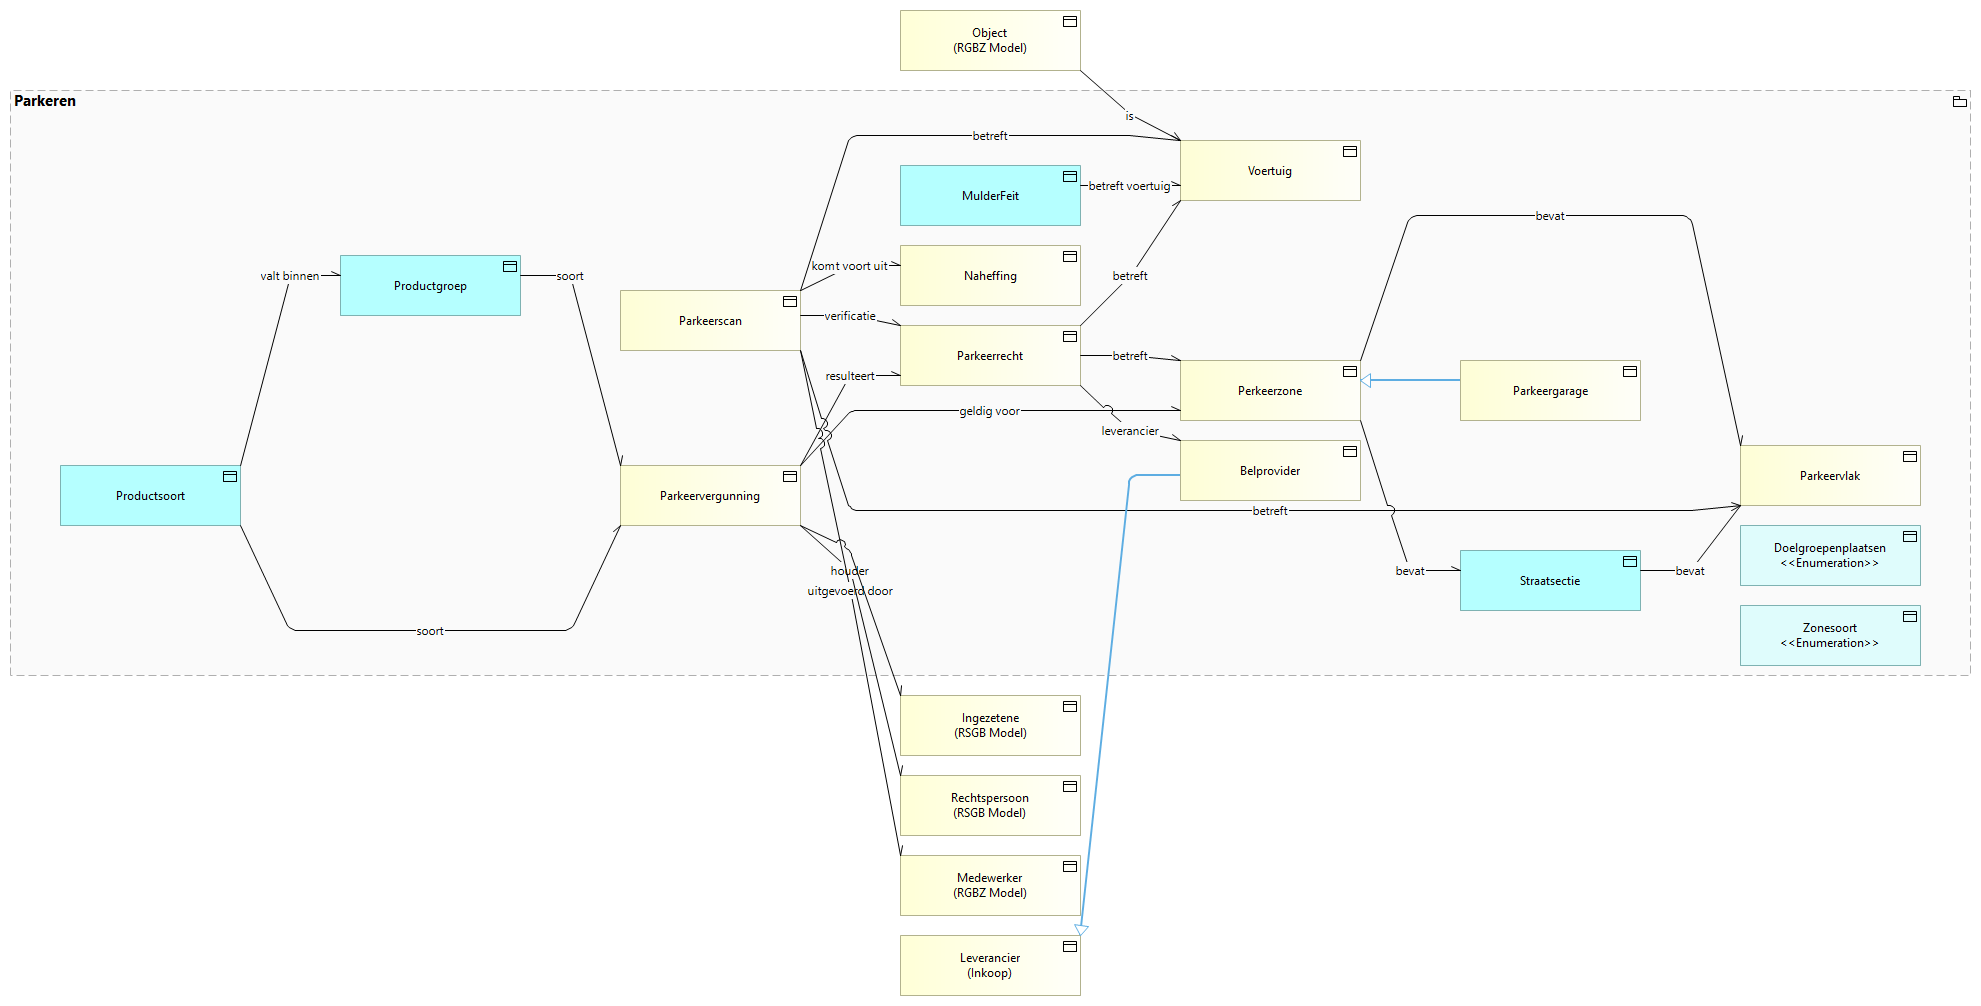 Object
(RGBZ Model)
Parkeren
is
betreft
Voertuig
MulderFeit
betreft voertuig
bevat
komt voort uit
Naheffing
valt binnen
Productgroep
soort
betreft
Parkeerscan
verificatie
Parkeerrecht
betreft
resulteert
Perkeerzone
Parkeergarage
geldig voor
leverancier
Belprovider
Parkeervlak
Productsoort
Parkeervergunning
betreft
Doelgroepenplaatsen
<<Enumeration>>
houder
bevat
Straatsectie
bevat
uitgevoerd door
soort
Zonesoort
<<Enumeration>>
Ingezetene
(RSGB Model)
Rechtspersoon
(RSGB Model)
Medewerker
(RGBZ Model)
Leverancier
(Inkoop)